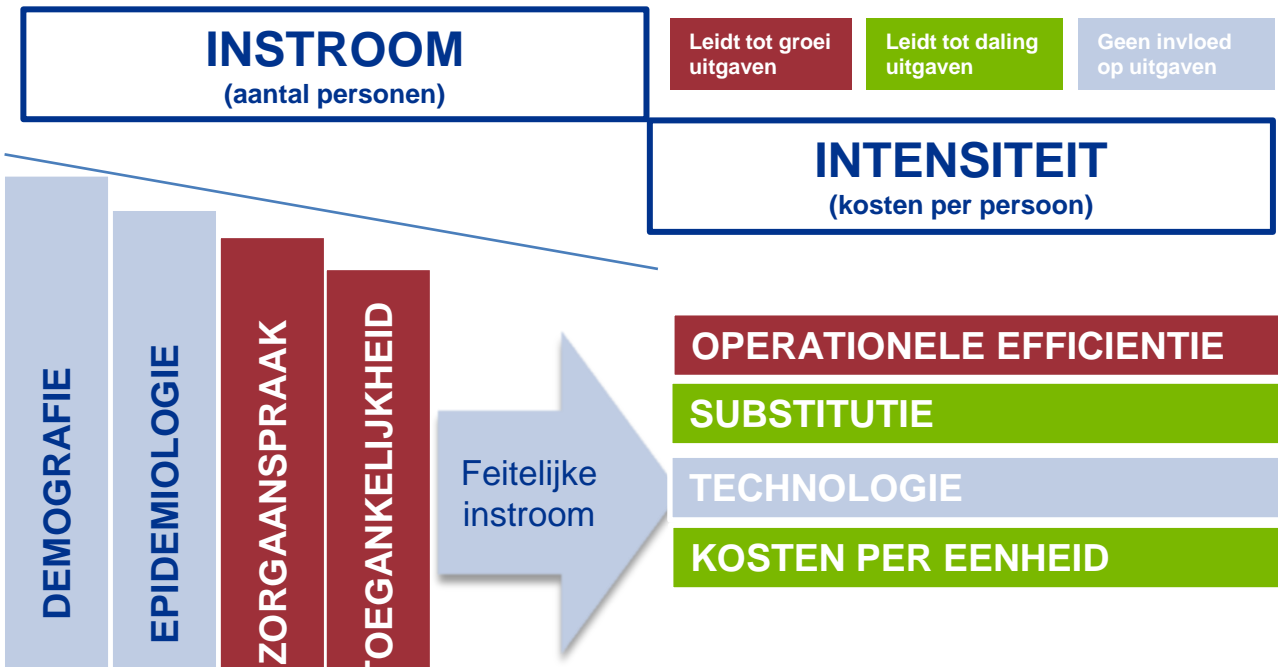 INSTROOM
(aantal personen)
Leidt tot groei
uitgaven
Leidt tot daling
uitgaven
Geen invloed
op uitgaven
INTENSITEIT
(kosten per persoon)
DEMOGRAFIE
EPIDEMIOLOGIE
ZORGAANSPRAAK
TOEGANKELIJKHEID
Feitelijke
instroom
OPERATIONELE EFFICIENTIE
SUBSTITUTIE
TECHNOLOGIE
KOSTEN PER EENHEID